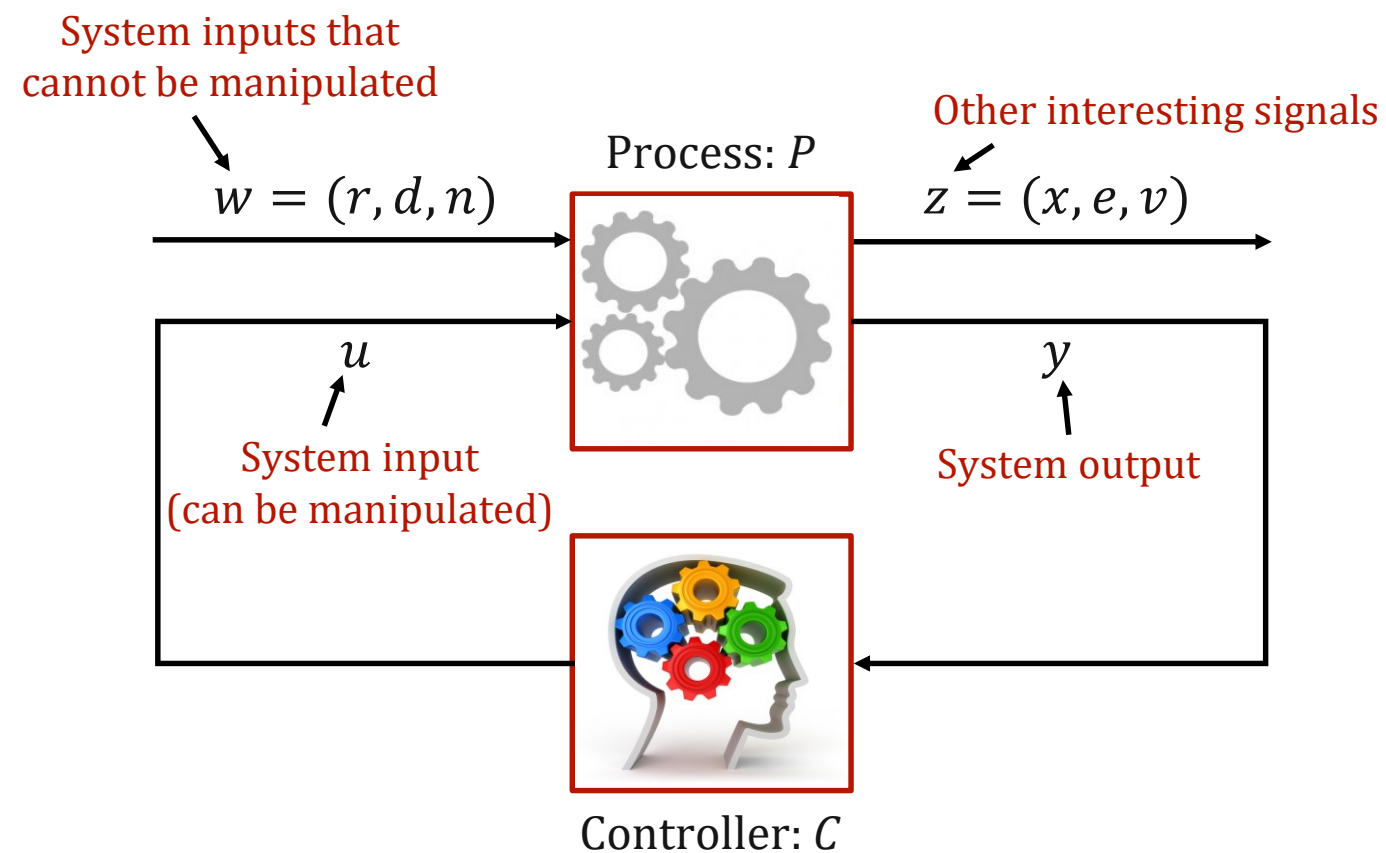 System inputs that
cannot be manipulated
Other interesting signals
Process: P
w = (r, d, n)
z = (x, e, v)
u
y
System input
(can be manipulated)
System output
Controller: C